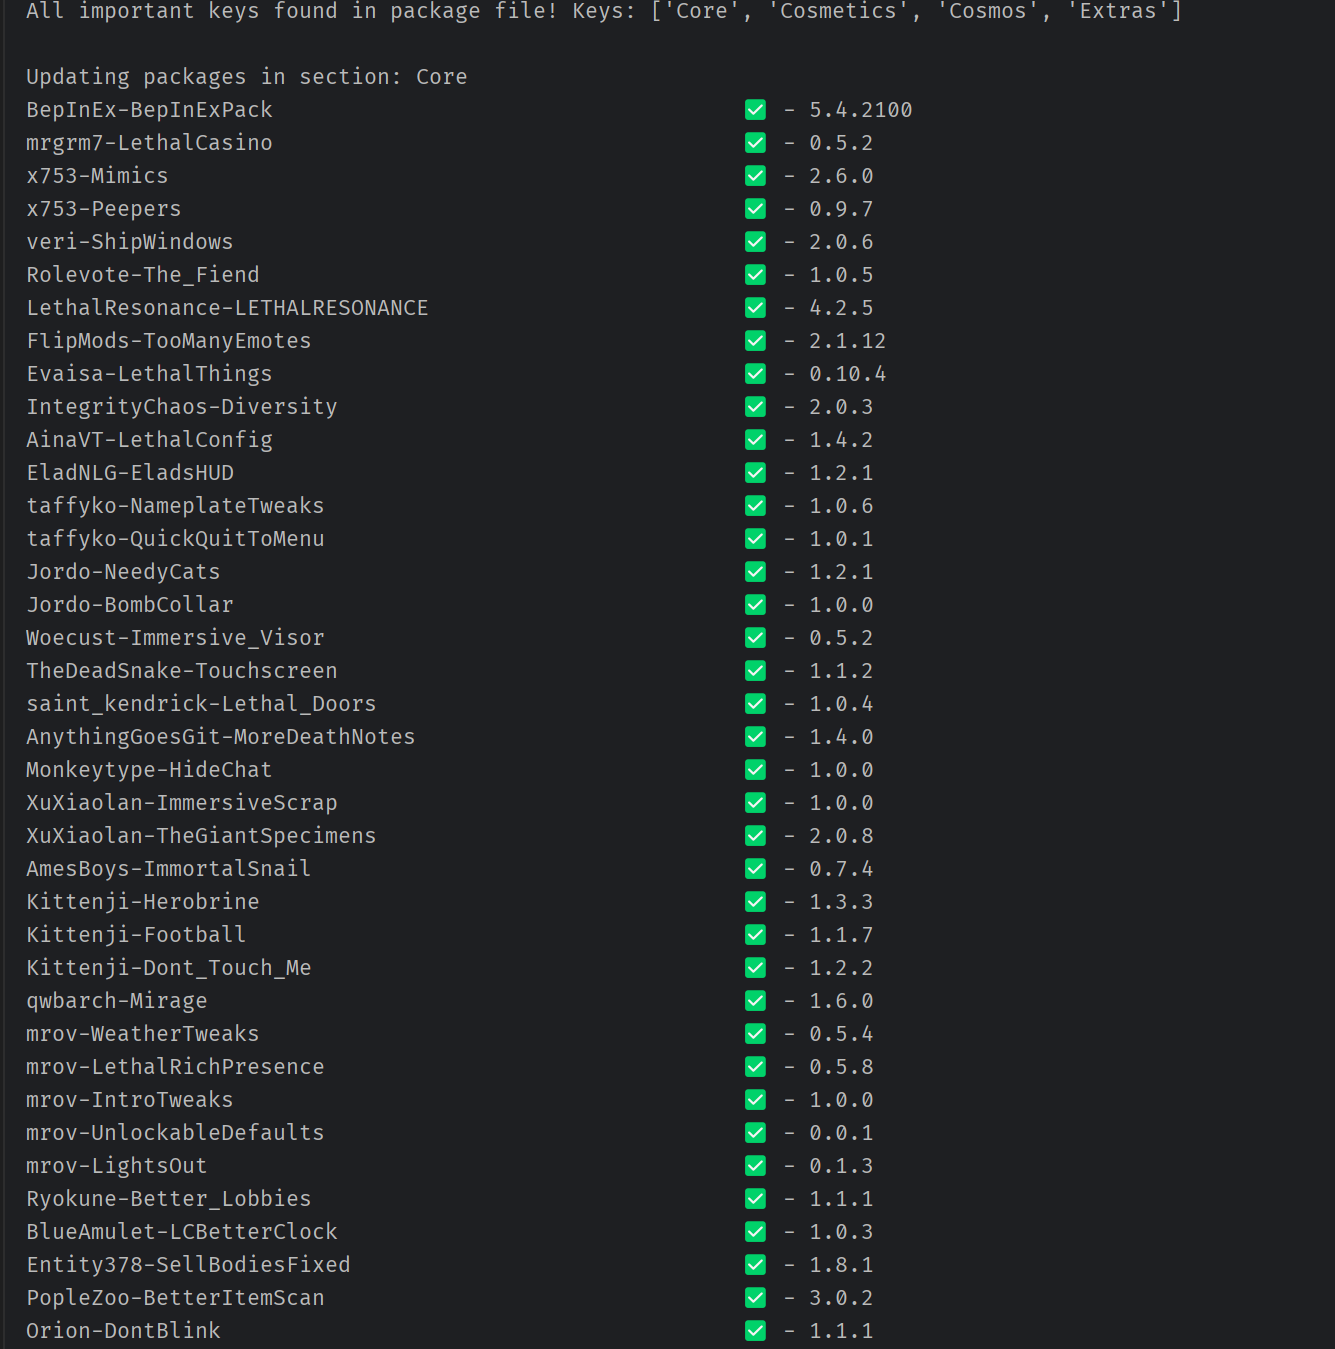 All important keys found in package file! Keys: ['Core', 'Cosmetics', 'Cosmos', 'Extras']
Updating packages in section: Core
BepInEx-BepInExPack ✅ - 5.4.2100
mrgrm7-LethalCasino ✅ - 0.5.2
x753-Mimics ✅ - 2.6.0
x753-Peepers ✅ - 0.9.7
veri-ShipWindows ✅ - 2.0.6
Rolevote-The_Fiend ✅ - 1.0.5
LethalResonance-LETHALRESONANCE ✅ - 4.2.5
FlipMods-TooManyEmotes ✅ - 2.1.12
Evaisa-LethalThings ✅ - 0.10.4
IntegrityChaos-Diversity ✅ - 2.0.3
AinaVT-LethalConfig ✅ - 1.4.2
EladNLG-EladsHUD ✅ - 1.2.1
taffyko-NameplateTweaks ✅ - 1.0.6
taffyko-QuickQuitToMenu ✅ - 1.0.1
Jordo-NeedyCats ✅ - 1.2.1
Jordo-BombCollar ✅ - 1.0.0
Woecust-Immersive_Visor ✅ - 0.5.2
TheDeadSnake-Touchscreen ✅ - 1.1.2
saint_kendrick-Lethal_Doors ✅ - 1.0.4
AnythingGoesGit-MoreDeathNotes ✅ - 1.4.0
Monkeytype-HideChat ✅ - 1.0.0
XuXiaolan-ImmersiveScrap ✅ - 1.0.0
XuXiaolan-TheGiantSpecimens ✅ - 2.0.8
AmesBoys-ImmortalSnail ✅ - 0.7.4
Kittenji-Herobrine ✅ - 1.3.3
Kittenji-Football ✅ - 1.1.7
Kittenji-Dont_Touch_Me ✅ - 1.2.2
qwbarch-Mirage ✅ - 1.6.0
mrov-WeatherTweaks ✅ - 0.5.4
mrov-LethalRichPresence ✅ - 0.5.8
mrov-IntroTweaks ✅ - 1.0.0
mrov-UnlockableDefaults ✅ - 0.0.1
mrov-LightsOut ✅ - 0.1.3
Ryokune-Better_Lobbies ✅ - 1.1.1
BlueAmulet-LCBetterClock ✅ - 1.0.3
Entity378-SellBodiesFixed ✅ - 1.8.1
PopleZoo-BetterItemScan ✅ - 3.0.2
Orion-DontBlink ✅ - 1.1.1